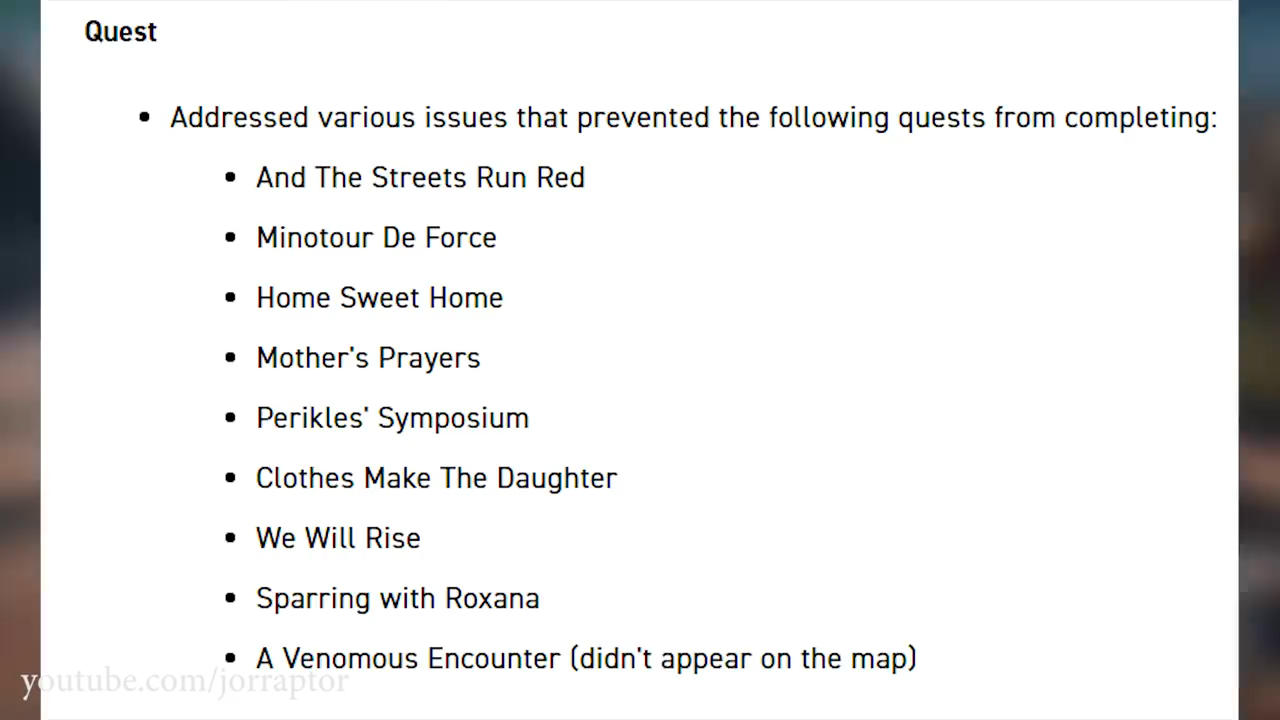 Quest
• Addressed various issues that prevented the following quests from completing:
• And The Streets Run Red
• Minotour De Force
• Home Sweet Home
• Mother's Prayers
• Perikles' Symposium
• Clothes Make The Daughter
• We Will Rise
• Sparring with Roxana
• A Venomous Encounter (didn't appear on the map)
youtube.com/jorraptor